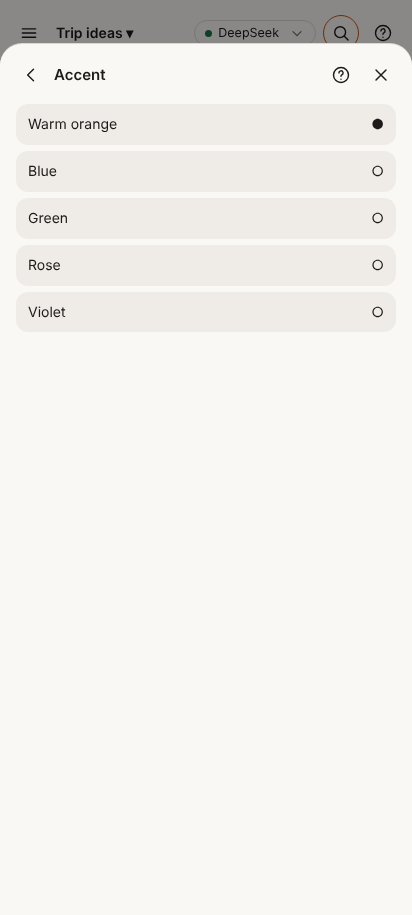 Trip ideas ▾
DeepSeek
Accent
Warm orange
Blue
Green
Rose
Violet